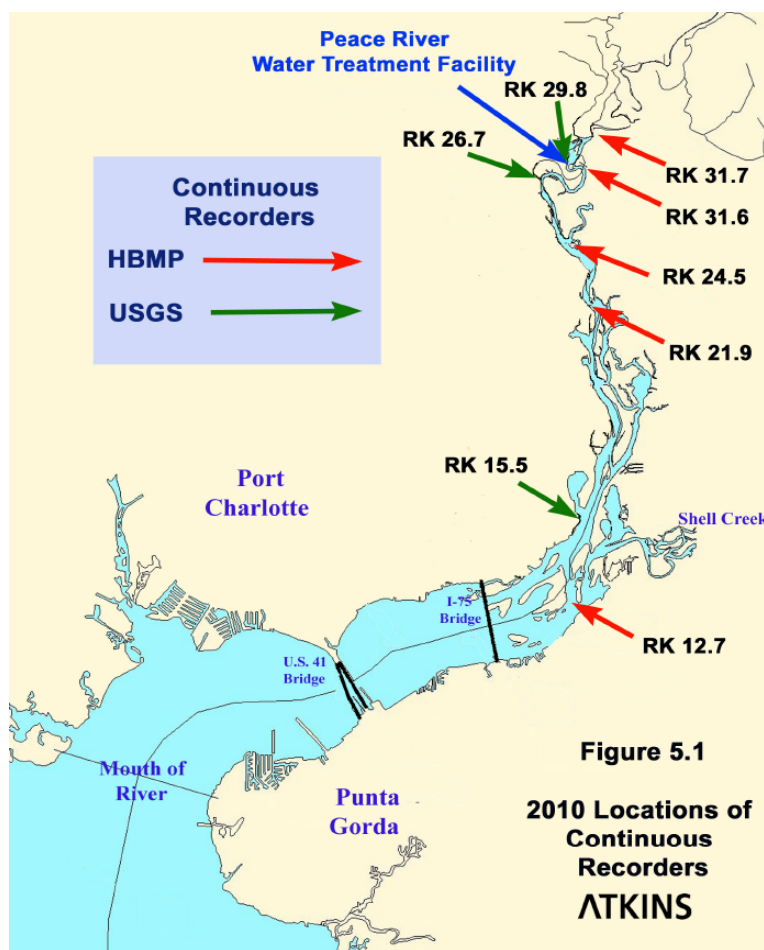 Peace River
Water Treatment Facility
RK 29.8
RK 26.7
RK 31.7
RK 31.6
RK 24.5
RK 21.9
Continuous
Recorders
HBMP
USGS
RK 15.5
Port
Charlotte
Shell Creek
I-75
Bridge
RK 12.7
U.S. 41
Bridge
Mouth of
River
Punta
Gorda
Figure 5.1
2010 Locations of
Continuous
Recorders
ATKINS